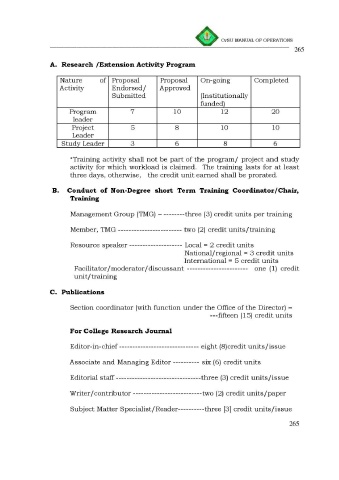 CvSU MANUAL OF OPERATIONS
265
A. Research /Extension Activity Program
Nature of Activity | Proposal Endorsed/ Submitted | Proposal Approved | On-going (Institutionally funded) | Completed
Program leader | 7 | 10 | 12 | 20
Project Leader | 5 | 8 | 10 | 10
Study Leader | 3 | 6 | 8 | 6
*Training activity shall not be part of the program/ project and study
activity for which workload is claimed. The training lasts for at least
three days, otherwise, the credit unit earned shall be prorated.
B. Conduct of Non-Degree short Term Training Coordinator/Chair,
Training
Management Group (TMG) – --------three (3) credit units per training
Member, TMG ------------------------ two (2) credit units/training
Resource speaker -------------------- Local = 2 credit units
National/regional = 3 credit units
International = 5 credit units
Facilitator/moderator/discussant ----------------------- one (1) credit
unit/training
C. Publications
Section coordinator (with function under the Office of the Director) –
---fifteen (15) credit units
For College Research Journal
Editor-in-chief ------------------------------ eight (8)credit units/issue
Associate and Managing Editor ---------- six (6) credit units
Editorial staff --------------------------------three (3) credit units/issue
Writer/contributor --------------------------two (2) credit units/paper
Subject Matter Specialist/Reader----------three (3) credit units/issue
265